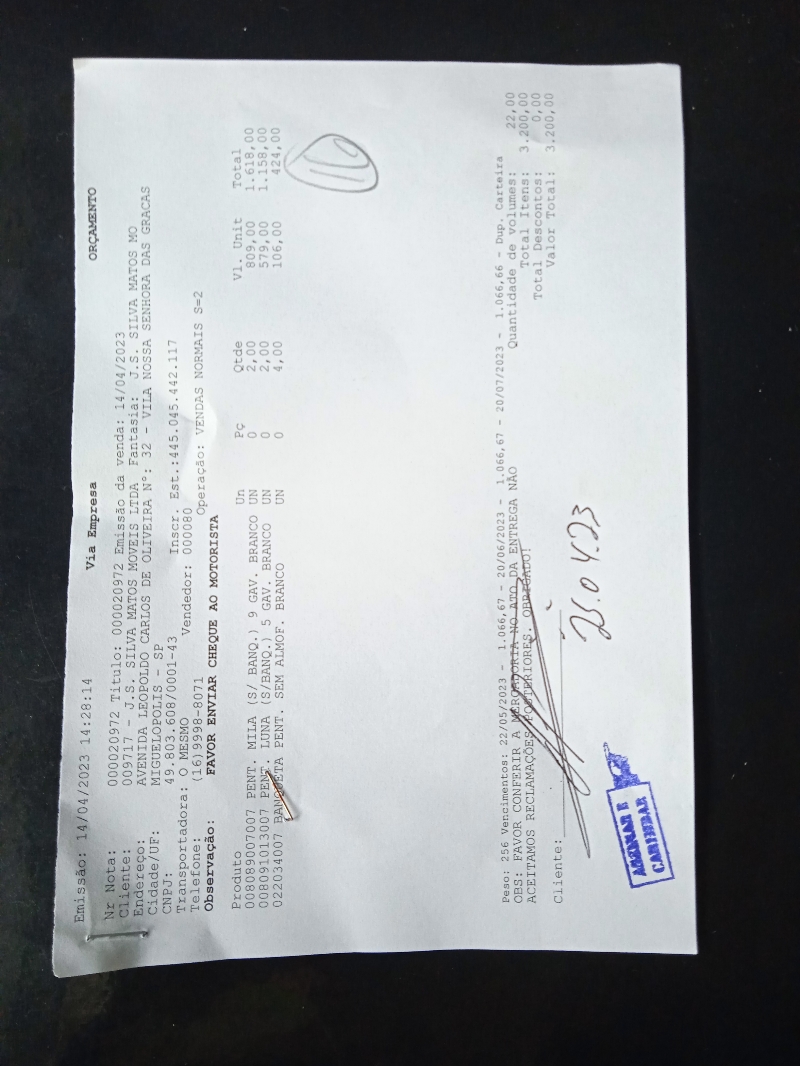 Emissão: 14/04/2023 14:28:14 Via Empresa ORÇAMENTO
Nr Nota: 000020972 Titulo: 000020972 Emissão da venda: 14/04/2023
Cliente: 009717 - J.S. SILVA MATOS MOVEIS LTDA Fantasia: J.S. SILVA MATOS MO
Endereço: AVENIDA LEOPOLDO CARLOS DE OLIVEIRA Nº: 32 - VILA NOSSA SENHORA DAS GRACAS
Cidade/UF: MIGUELOPOLIS - SP
CNPJ: 49.803.608/0001-43 Inscr. Est.:445.045.442.117
Transportadora: O MESMO Vendedor: 000080
Telefone: (16)9998-8071 Operação: VENDAS NORMAIS S=2
Observação: FAVOR ENVIAR CHEQUE AO MOTORISTA
Produto Un Pç Qtde Vl. Unit Total
008089007007 PENT. MILA (S/ BANQ.) 9 GAV. BRANCO UN 0 2,00 809,00 1.618,00
008091013007 PENT. LUNA (S/BANQ.) 5 GAV. BRANCO UN 0 2,00 579,00 1.158,00
022034007 BANQUETA PENT. SEM ALMOF. BRANCO UN 0 4,00 106,00 424,00
116
Peso: 256 Vencimentos: 22/05/2023 - 1.066,67 - 20/06/2023 - 1.066,67 - 20/07/2023 - 1.066,66 - Dup. Carteira
OBS: FAVOR CONFERIR A MERCADORIA NO ATO DA ENTREGA NÃO
ACEITAMOS RECLAMAÇÕES POSTERIORES. OBRIGADO!
Quantidade de volumes: 22,00
Total Itens: 3.200,00
Total Descontos: 0,00
Valor Total: 3.200,00
Cliente:
25.04.23
ASSINAR E
CARIMBAR